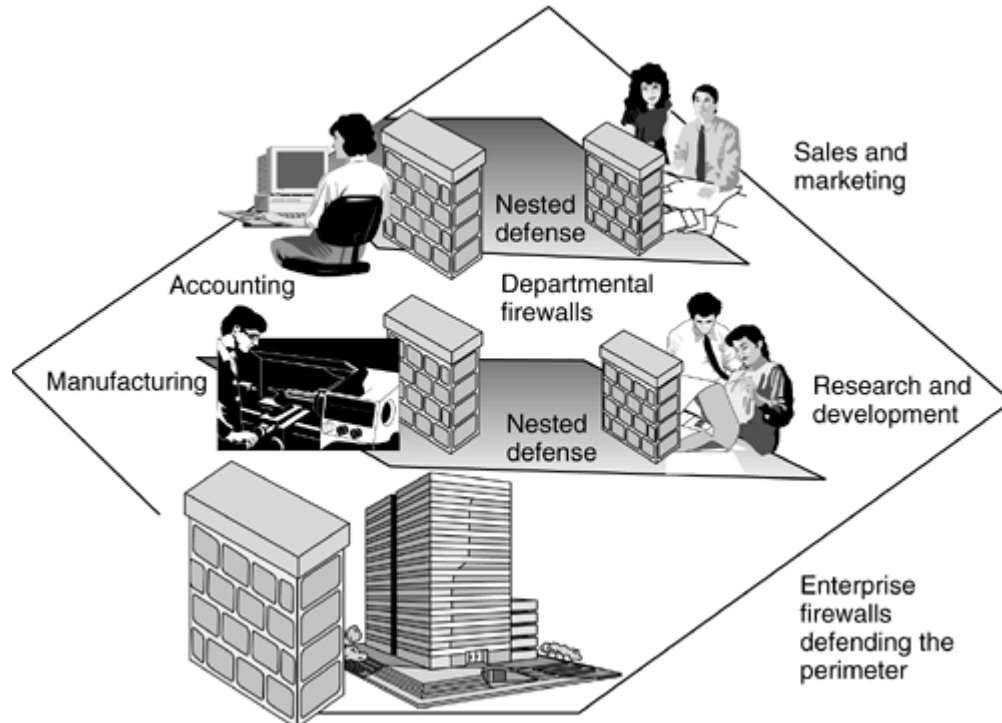 Sales and
marketing
Nested
defense
Accounting
Departmental
firewalls
Manufacturing
Research and
development
Nested
defense
Enterprise
firewalls
defending the
perimeter